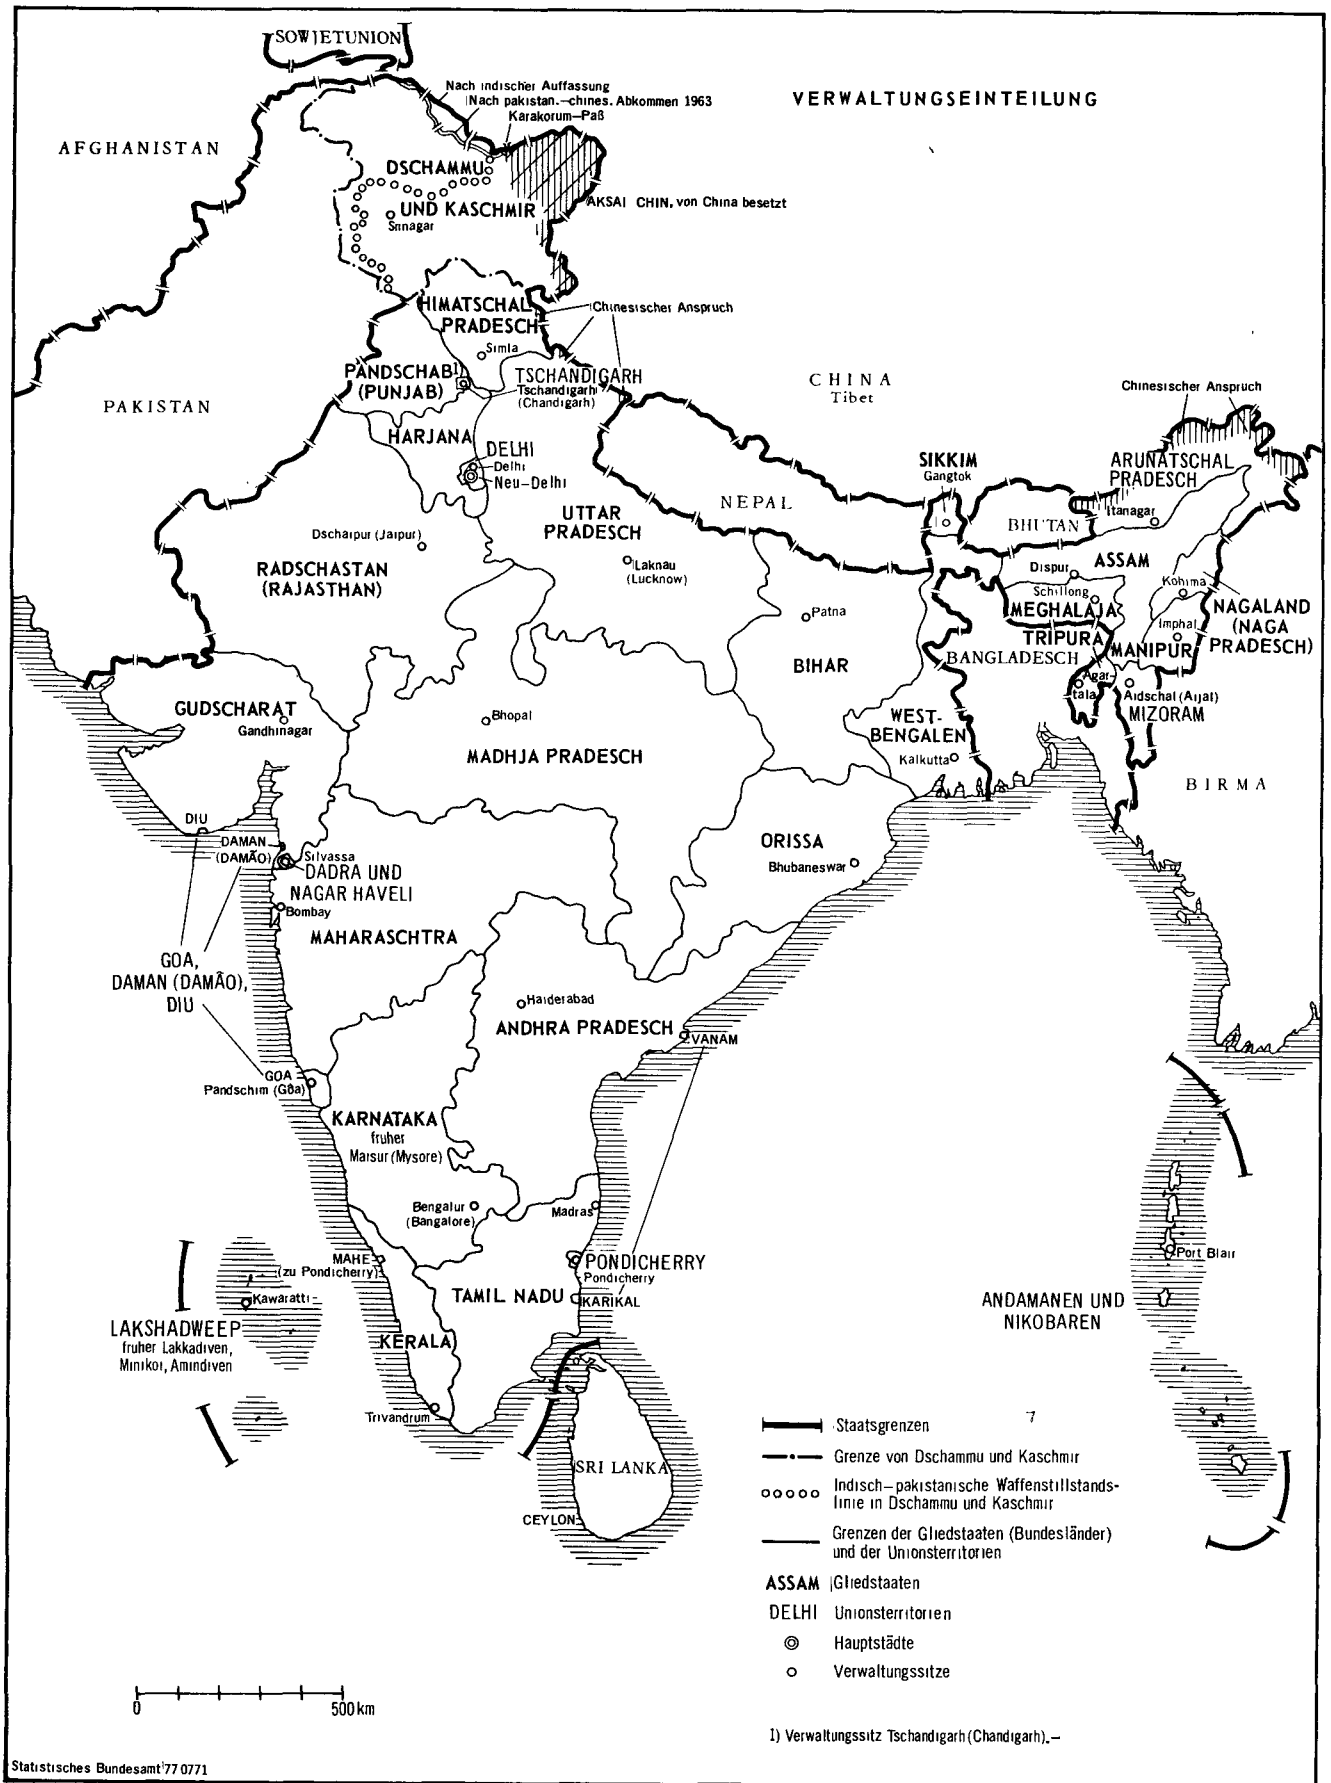 SOWJETUNION
VERWALTUNGSEINTEILUNG
Nach indischer Auffassung
Nach pakistan.-chines. Abkommen 1963
Karakorum-Paß
AFGHANISTAN
DSCHAMMU
UND KASCHMIR
Srinagar
AKSAI CHIN, von China besetzt
HIMATSCHAL
PRADESCH
Simla
Chinesischer Anspruch
PANDSCHAB 1)
(PUNJAB)
TSCHANDIGARH
Tschandigarh
(Chandigarh)
PAKISTAN
CHINA
Tibet
Chinesischer Anspruch
HARJANA
DELHI
Delhi
Neu-Delhi
SIKKIM
Gangtok
ARUNATSCHAL
PRADESCH
Itanagar
NEPAL
BHUTAN
UTTAR
PRADESCH
Dschaipur (Jaipur)
Laknau
(Lucknow)
RADSCHASTAN
(RAJASTHAN)
ASSAM
Dispur
Schillong
MEGHALAJA
Kohima
NAGALAND
(NAGA
PRADESCH)
Patna
Imphal
TRIPURA
MANIPUR
BANGLADESCH
BIHAR
Agar-
tala
Aidschal (Aijal)
MIZORAM
GUDSCHARAT
Gandhinagar
Bhopal
MADHJA PRADESCH
WEST-
BENGALEN
Kalkutta
BIRMA
DIU
DAMAN
(DAMÃO)
Silvassa
DADRA UND
NAGAR HAVELI
ORISSA
Bhubaneswar
Bombay
MAHARASCHTRA
GOA,
DAMAN (DAMÂO),
DIU
Haiderabad
ANDHRA PRADESCH
VANAM
GOA
Pandschim (Gôa)
KARNATAKA
fruher
Maisur (Mysore)
Bengalur
(Bangalore)
Madras
MAHE
(zu Pondicherry)
PONDICHERRY
Pondicherry
Port Blair
Kawaratti
TAMIL NADU
KARIKAL
ANDAMANEN UND
NIKOBAREN
LAKSHADWEEP
fruher Lakkadiven,
Minikoi, Amindiven
KERALA
Trivandrum
SRI LANKA
CEYLON
Staatsgrenzen
Grenze von Dschammu und Kaschmir
Indisch-pakistanische Waffenstillstands-
linie in Dschammu und Kaschmir
Grenzen der Gliedstaaten (Bundesländer)
und der Unionsterritorien
ASSAM Gliedstaaten
DELHI Unionsterritorien
Hauptstädte
Verwaltungssitze
0 500 km
1) Verwaltungssitz Tschandigarh (Chandigarh).-
Statistisches Bundesamt 77 0771